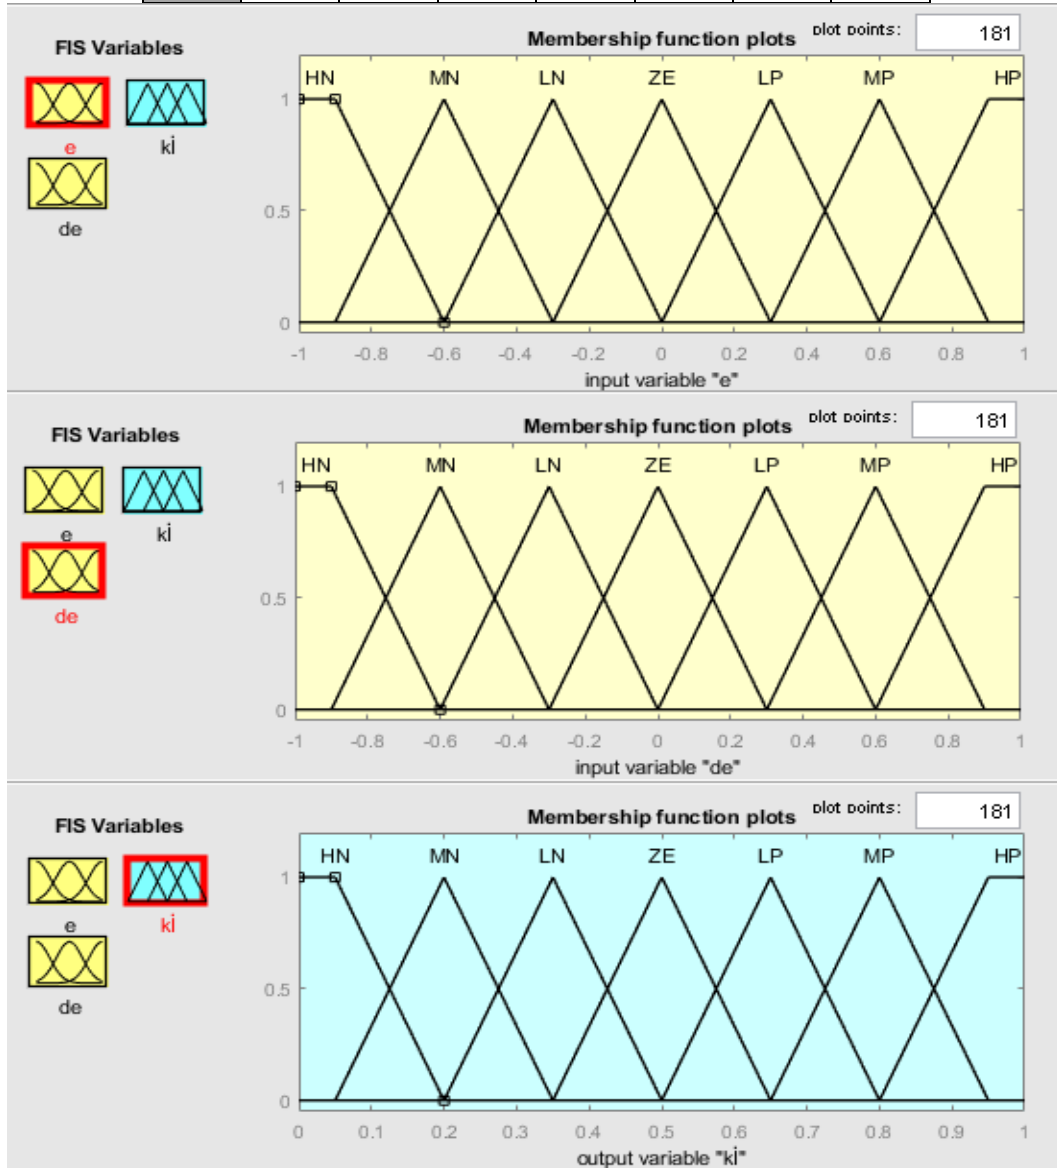 FIS Variables
Membership function plots plot points: 181
HN MN LN ZE LP MP HP
e
kİ
de
1
0.5
0
-1 -0.8 -0.6 -0.4 -0.2 0 0.2 0.4 0.6 0.8 1
input variable "e"
FIS Variables
Membership function plots plot points: 181
HN MN LN ZE LP MP HP
e
kİ
de
1
0.5
0
-1 -0.8 -0.6 -0.4 -0.2 0 0.2 0.4 0.6 0.8 1
input variable "de"
FIS Variables
Membership function plots plot points: 181
HN MN LN ZE LP MP HP
e
kİ
de
1
0.5
0
0 0.1 0.2 0.3 0.4 0.5 0.6 0.7 0.8 0.9 1
output variable "kİ"